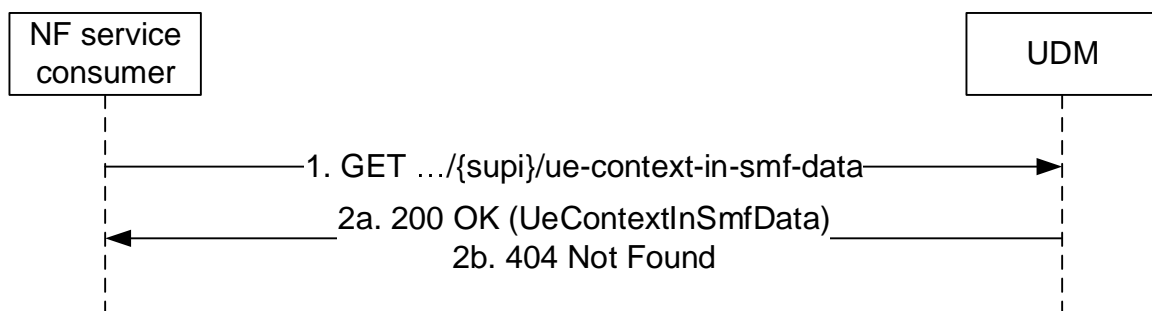 NF service
consumer
UDM
1. GET …/{supi}/ue-context-in-smf-data
2a. 200 OK (UeContextInSmfData)
2b. 404 Not Found